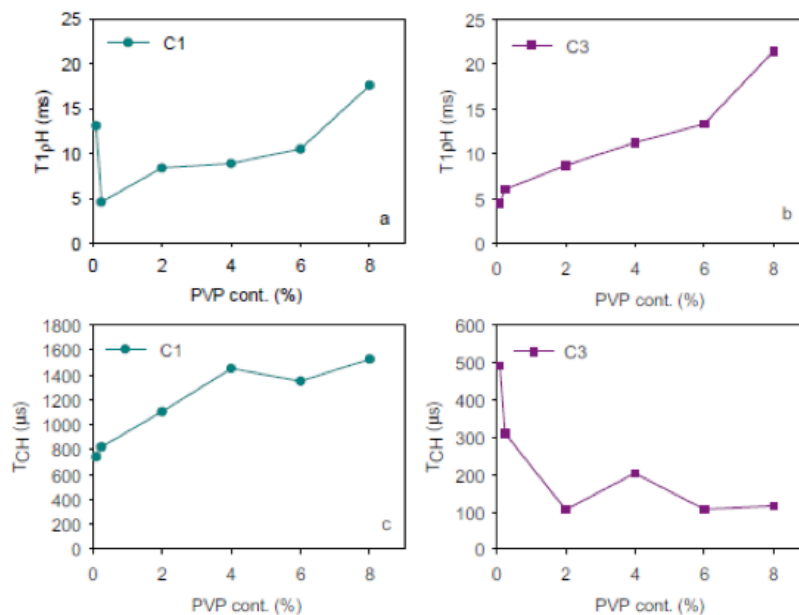 25
20
15
10
5
0
T1ρH (ms)
C1
a
0 2 4 6 8
PVP cont. (%)
25
20
15
10
5
0
T1ρH (ms)
C3
b
0 2 4 6 8
PVP cont. (%)
1800
1600
1400
1200
1000
800
600
400
200
0
TCH (µs)
C1
c
0 2 4 6 8
PVP cont. (%)
600
500
400
300
200
100
0
TCH (µs)
C3
0 2 4 6 8
PVP cont. (%)